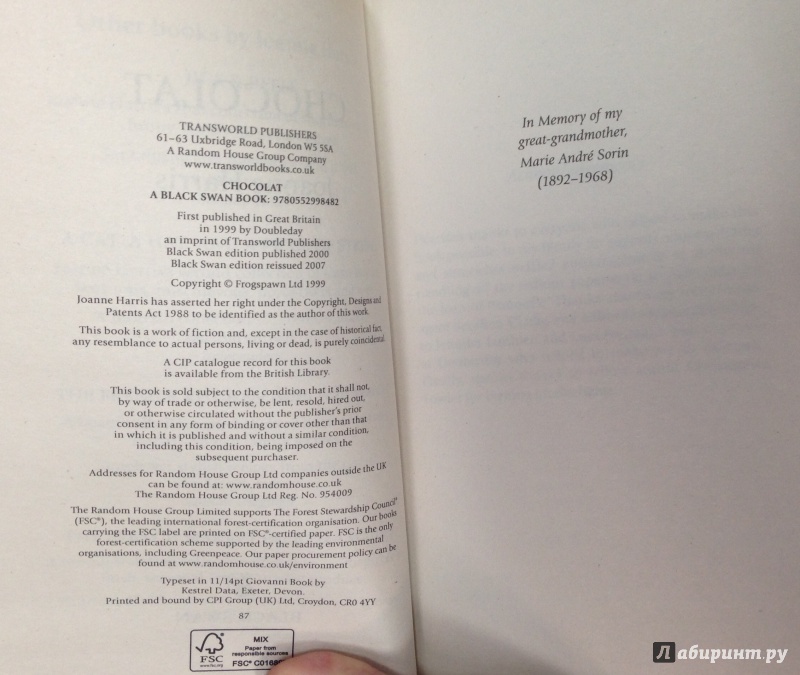 TRANSWORLD PUBLISHERS
61–63 Uxbridge Road, London W5 5SA
A Random House Group Company
www.transworldbooks.co.uk
CHOCOLAT
A BLACK SWAN BOOK: 9780552998482
First published in Great Britain
in 1999 by Doubleday
an imprint of Transworld Publishers
Black Swan edition published 2000
Black Swan edition reissued 2007
Copyright © Frogspawn Ltd 1999
Joanne Harris has asserted her right under the Copyright, Designs and
Patents Act 1988 to be identified as the author of this work.
This book is a work of fiction and, except in the case of historical fact,
any resemblance to actual persons, living or dead, is purely coincidental.
A CIP catalogue record for this book
is available from the British Library.
This book is sold subject to the condition that it shall not,
by way of trade or otherwise, be lent, resold, hired out,
or otherwise circulated without the publisher's prior
consent in any form of binding or cover other than that
in which it is published and without a similar condition,
including this condition, being imposed on the
subsequent purchaser.
Addresses for Random House Group Ltd companies outside the UK
can be found at: www.randomhouse.co.uk
The Random House Group Ltd Reg. No. 954009
The Random House Group Limited supports The Forest Stewardship Council®
(FSC®), the leading international forest-certification organisation. Our books
carrying the FSC label are printed on FSC®-certified paper. FSC is the only
forest-certification scheme supported by the leading environmental
organisations, including Greenpeace. Our paper procurement policy can be
found at www.randomhouse.co.uk/environment
Typeset in 11/14pt Giovanni Book by
Kestrel Data, Exeter, Devon.
Printed and bound by CPI Group (UK) Ltd, Croydon, CR0 4YY
87
FSC
www.fsc.org
MIX
Paper from
responsible sources
FSC®
In Memory of my
great-grandmother,
Marie André Sorin
(1892–1968)
Лабиринт.ру